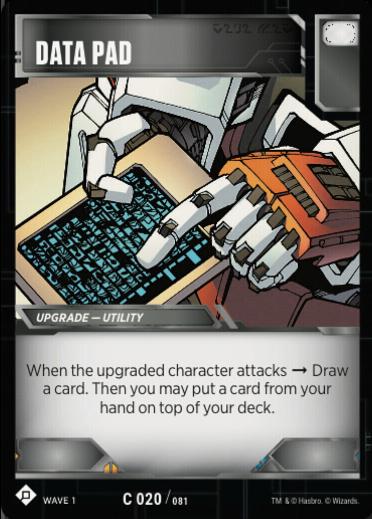 DATA PAD
UPGRADE — UTILITY
When the upgraded character attacks → Draw
a card. Then you may put a card from your
hand on top of your deck.
WAVE 1
C 020 / 081
TM & © Hasbro. © Wizards.